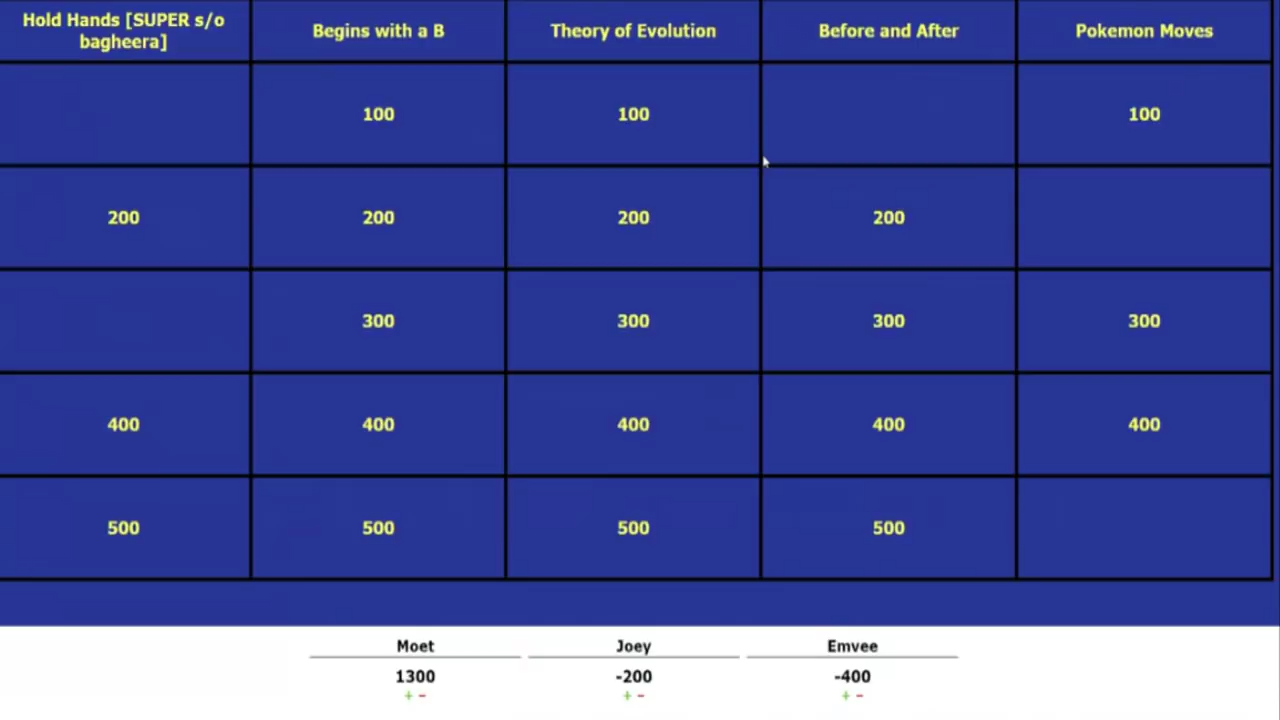 Hold Hands [SUPER s/o
bagheera]
Begins with a B
Theory of Evolution
Before and After
Pokemon Moves
100
100
100
200
200
200
200
300
300
300
300
400
400
400
400
400
500
500
500
500
Moet
Joey
Emvee
1300
-200
-400
+ -
+ -
+ -